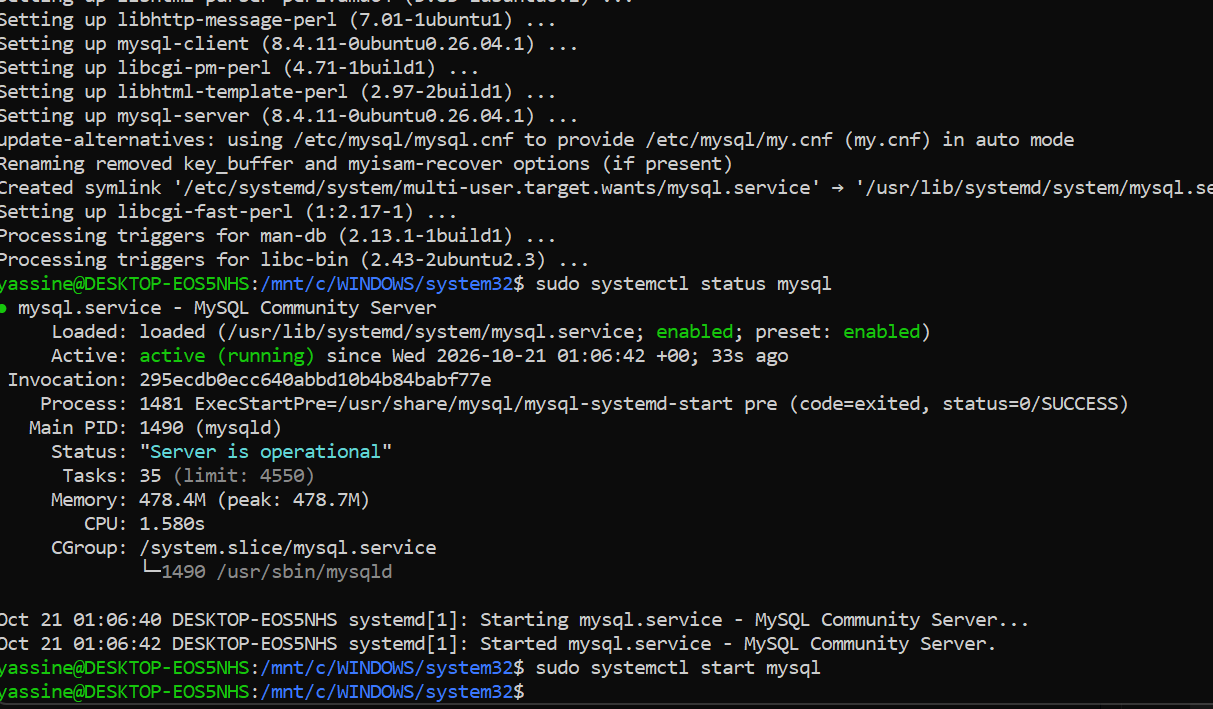 Setting up libhttp-message-perl (7.01-1ubuntu1) ...
Setting up mysql-client (8.4.11-0ubuntu0.26.04.1) ...
Setting up libcgi-pm-perl (4.71-1build1) ...
Setting up libhtml-template-perl (2.97-2build1) ...
Setting up mysql-server (8.4.11-0ubuntu0.26.04.1) ...
update-alternatives: using /etc/mysql/mysql.cnf to provide /etc/mysql/my.cnf (my.cnf) in auto mode
Renaming removed key_buffer and myisam-recover options (if present)
Created symlink '/etc/systemd/system/multi-user.target.wants/mysql.service' → '/usr/lib/systemd/system/mysql.se
Setting up libcgi-fast-perl (1:2.17-1) ...
Processing triggers for man-db (2.13.1-1build1) ...
Processing triggers for libc-bin (2.43-2ubuntu2.3) ...
yassine@DESKTOP-EOS5NHS:/mnt/c/WINDOWS/system32$ sudo systemctl status mysql
● mysql.service - MySQL Community Server
Loaded: loaded (/usr/lib/systemd/system/mysql.service; enabled; preset: enabled)
Active: active (running) since Wed 2026-10-21 01:06:42 +00; 33s ago
Invocation: 295ecdb0ecc640abbd10b4b84babf77e
Process: 1481 ExecStartPre=/usr/share/mysql/mysql-systemd-start pre (code=exited, status=0/SUCCESS)
Main PID: 1490 (mysqld)
Status: "Server is operational"
Tasks: 35 (limit: 4550)
Memory: 478.4M (peak: 478.7M)
CPU: 1.580s
CGroup: /system.slice/mysql.service
└─1490 /usr/sbin/mysqld
Oct 21 01:06:40 DESKTOP-EOS5NHS systemd[1]: Starting mysql.service - MySQL Community Server...
Oct 21 01:06:42 DESKTOP-EOS5NHS systemd[1]: Started mysql.service - MySQL Community Server.
yassine@DESKTOP-EOS5NHS:/mnt/c/WINDOWS/system32$ sudo systemctl start mysql
yassine@DESKTOP-EOS5NHS:/mnt/c/WINDOWS/system32$